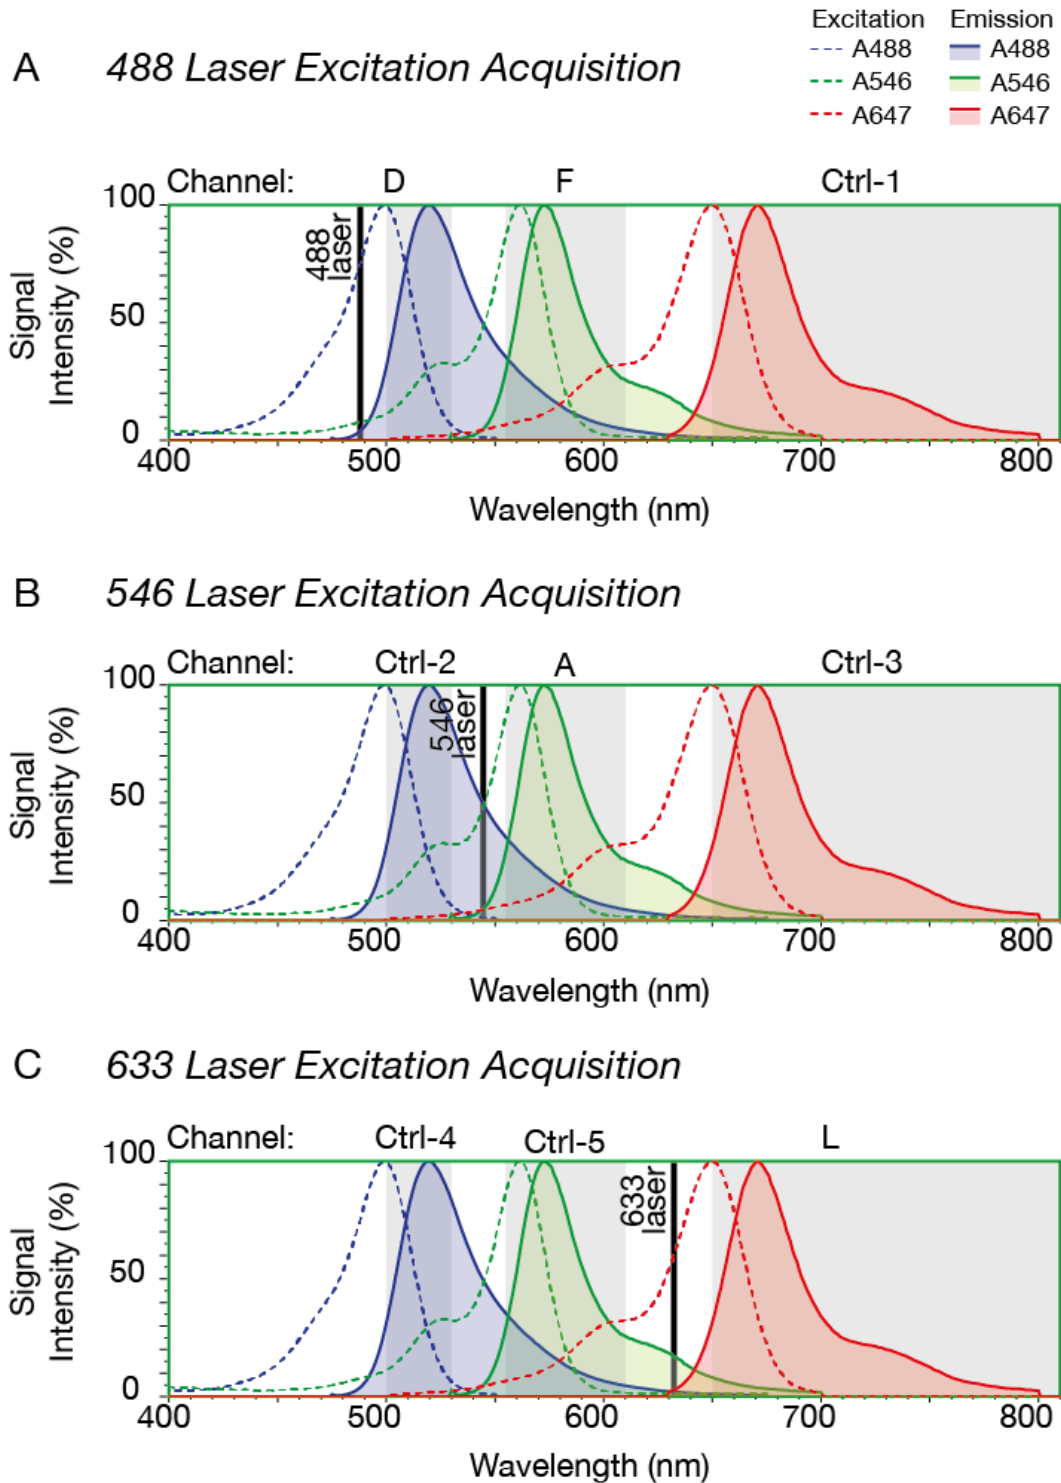 Excitation Emission
A488 A488
A546 A546
A647 A647
A 488 Laser Excitation Acquisition
Channel: D F Ctrl-1
488 laser
Signal Intensity (%)
100
50
0
400 500 600 700 800
Wavelength (nm)
B 546 Laser Excitation Acquisition
Channel: Ctrl-2 A Ctrl-3
546 laser
Signal Intensity (%)
100
50
0
400 500 600 700 800
Wavelength (nm)
C 633 Laser Excitation Acquisition
Channel: Ctrl-4 Ctrl-5 L
633 laser
Signal Intensity (%)
100
50
0
400 500 600 700 800
Wavelength (nm)